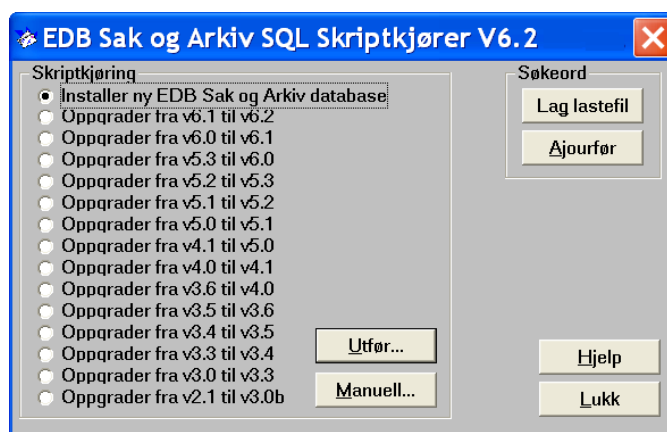 EDB Sak og Arkiv SQL Skriptkjører V6.2
Skriptkjøring
Installer ny EDB Sak og Arkiv database
Oppgrader fra v6.1 til v6.2
Oppgrader fra v6.0 til v6.1
Oppgrader fra v5.3 til v6.0
Oppgrader fra v5.2 til v5.3
Oppgrader fra v5.1 til v5.2
Oppgrader fra v5.0 til v5.1
Oppgrader fra v4.1 til v5.0
Oppgrader fra v4.0 til v4.1
Oppgrader fra v3.6 til v4.0
Oppgrader fra v3.5 til v3.6
Oppgrader fra v3.4 til v3.5
Oppgrader fra v3.3 til v3.4
Oppgrader fra v3.0 til v3.3
Oppgrader fra v2.1 til v3.0b
Utfør...
Manuell...
Søkeord
Lag lastefil
Ajourfør
Hjelp
Lukk